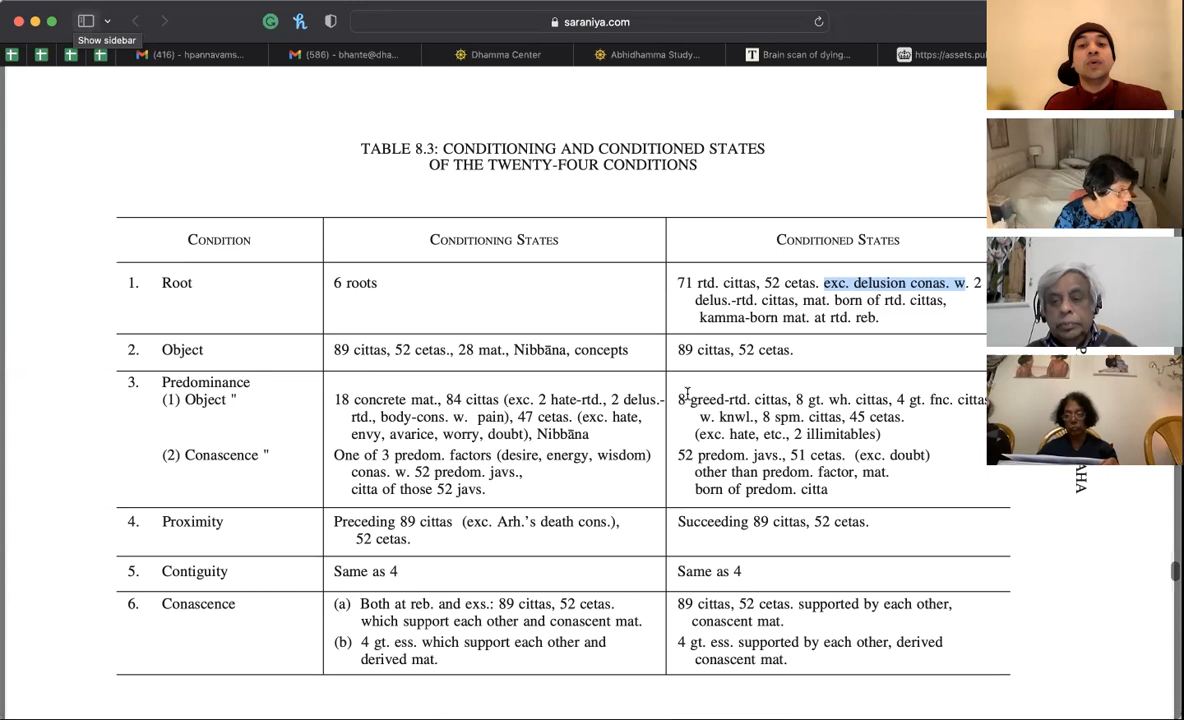 saraniya.com
Show sidebar
(416) - hpannavams...
(586) - bhante@dha...
Dhamma Center
Abhidhamma Study...
Brain scan of dying...
https://assets.pu
TABLE 8.3: CONDITIONING AND CONDITIONED STATES
OF THE TWENTY-FOUR CONDITIONS
CONDITION
CONDITIONING STATES
CONDITIONED STATES
1. Root
6 roots
71 rtd. cittas, 52 cetas. exc. delusion conas. w. 2
delus.-rtd. cittas, mat. born of rtd. cittas,
kamma-born mat. at rtd. reb.
2. Object
89 cittas, 52 cetas., 28 mat., Nibbāna, concepts
89 cittas, 52 cetas.
3. Predominance
(1) Object "
18 concrete mat., 84 cittas (exc. 2 hate-rtd., 2 delus.-
rtd., body-cons. w. pain), 47 cetas. (exc. hate,
envy, avarice, worry, doubt), Nibbāna
8 greed-rtd. cittas, 8 gt. wh. cittas, 4 gt. fnc. cittas
w. knwl., 8 spm. cittas, 45 cetas.
(exc. hate, etc., 2 illimitables)
(2) Conascence "
One of 3 predom. factors (desire, energy, wisdom)
conas. w. 52 predom. javs.,
citta of those 52 javs.
52 predom. javs., 51 cetas. (exc. doubt)
other than predom. factor, mat.
born of predom. citta
4. Proximity
Preceding 89 cittas (exc. Arh.'s death cons.),
52 cetas.
Succeeding 89 cittas, 52 cetas.
5. Contiguity
Same as 4
Same as 4
6. Conascence
(a) Both at reb. and exs.: 89 cittas, 52 cetas.
which support each other and conascent mat.
89 cittas, 52 cetas. supported by each other,
conascent mat.
(b) 4 gt. ess. which support each other and
derived mat.
4 gt. ess. supported by each other, derived
conascent mat.
P
AHA